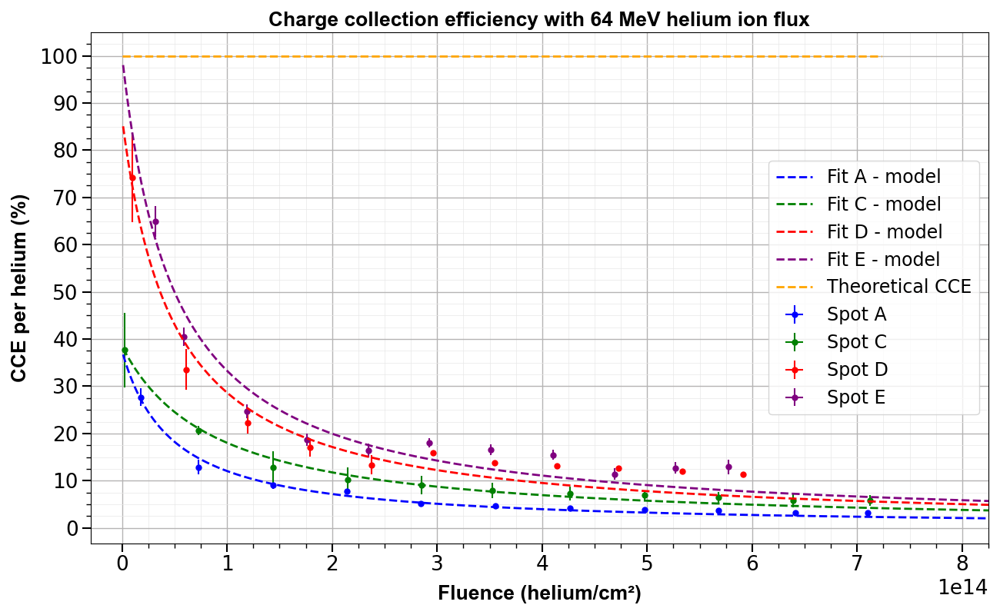 Charge collection efficiency with 64 MeV helium ion flux
CCE per helium (%)
100
90
80
70
60
50
40
30
20
10
0
Fit A - model
Fit C - model
Fit D - model
Fit E - model
Theoretical CCE
Spot A
Spot C
Spot D
Spot E
0 1 2 3 4 5 6 7 8
1e14
Fluence (helium/cm²)